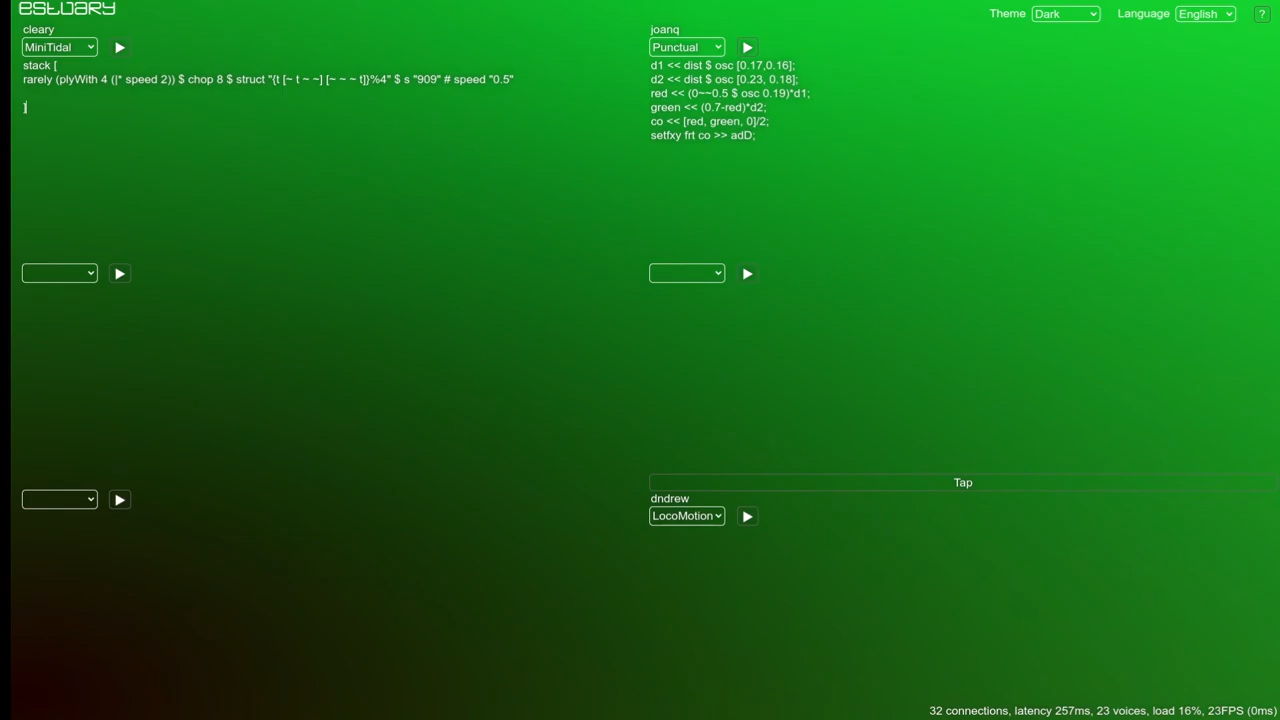 estuary
Theme Dark Language English ?
cleary
MiniTidal
stack [
rarely (plyWith 4 (|* speed 2)) $ chop 8 $ struct "{t [~ t ~ ~] [~ ~ ~ t]}%4" $ s "909" # speed "0.5"
]
joanq
Punctual
d1 << dist $ osc [0.17,0.16];
d2 << dist $ osc [0.23, 0.18];
red << (0~~0.5 $ osc 0.19)*d1;
green << (0.7-red)*d2;
co << [red, green, 0]/2;
setfxy frt co >> adD;
Tap
dndrew
LocoMotion
32 connections, latency 257ms, 23 voices, load 16%, 23FPS (0ms)